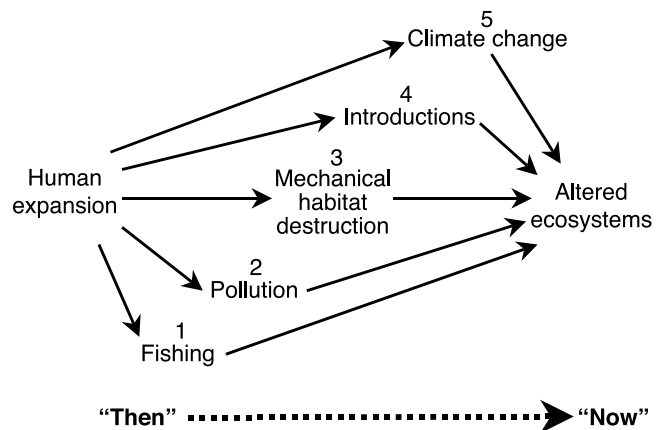 5
Climate change
4
Introductions
3
Mechanical
habitat
destruction
Human
expansion
Altered
ecosystems
2
Pollution
1
Fishing
“Then”
“Now”